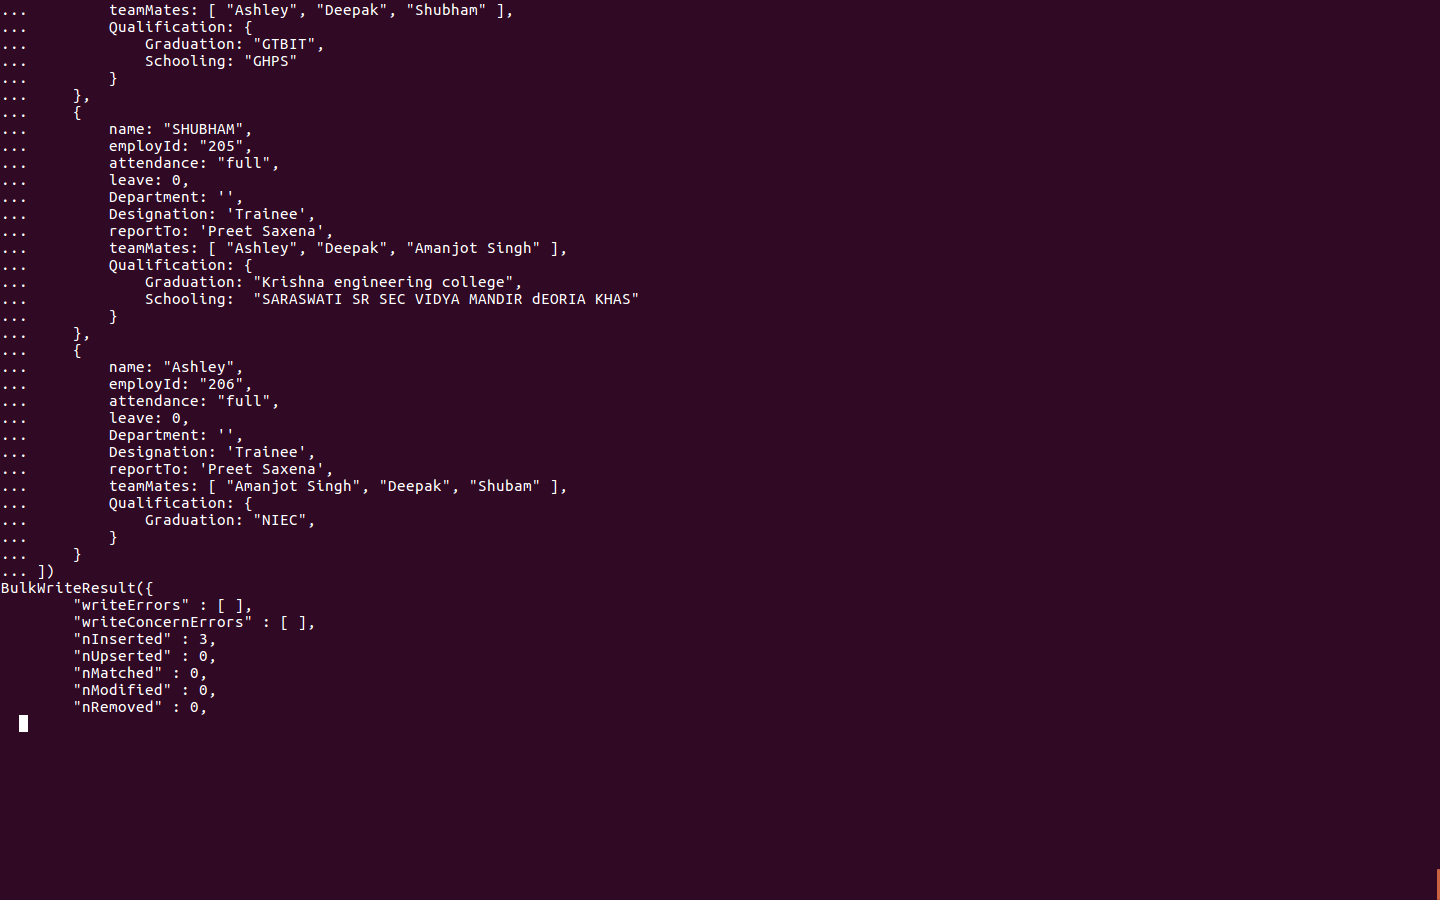 ...         teamMates: [ "Ashley", "Deepak", "Shubham" ],
...         Qualification: {
...             Graduation: "GTBIT",
...             Schooling: "GHPS"
...         }
...     },
...     {
...         name: "SHUBHAM",
...         employId: "205",
...         attendance: "full",
...         leave: 0,
...         Department: '',
...         Designation: 'Trainee',
...         reportTo: 'Preet Saxena',
...         teamMates: [ "Ashley", "Deepak", "Amanjot Singh" ],
...         Qualification: {
...             Graduation: "Krishna engineering college",
...             Schooling:  "SARASWATI SR SEC VIDYA MANDIR dEORIA KHAS"
...         }
...     },
...     {
...         name: "Ashley",
...         employId: "206",
...         attendance: "full",
...         leave: 0,
...         Department: '',
...         Designation: 'Trainee',
...         reportTo: 'Preet Saxena',
...         teamMates: [ "Amanjot Singh", "Deepak", "Shubam" ],
...         Qualification: {
...             Graduation: "NIEC",
...         }
...     }
... ])
BulkWriteResult({
        "writeErrors" : [ ],
        "writeConcernErrors" : [ ],
        "nInserted" : 3,
        "nUpserted" : 0,
        "nMatched" : 0,
        "nModified" : 0,
        "nRemoved" : 0,